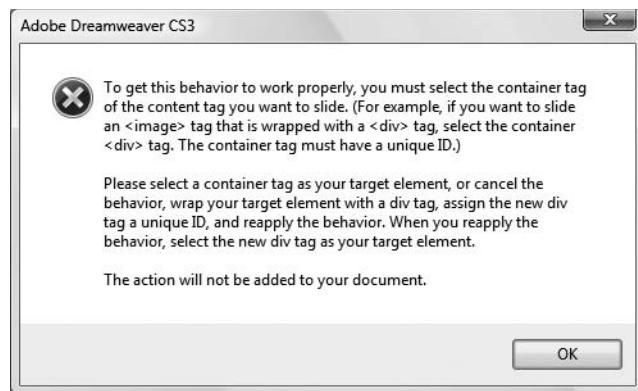 Adobe Dreamweaver CS3
To get this behavior to work properly, you must select the container tag
of the content tag you want to slide. (For example, if you want to slide
an <image> tag that is wrapped with a <div> tag, select the container
<div> tag. The container tag must have a unique ID.)
Please select a container tag as your target element, or cancel the
behavior, wrap your target element with a div tag, assign the new div
tag a unique ID, and reapply the behavior. When you reapply the
behavior, select the new div tag as your target element.
The action will not be added to your document.
OK